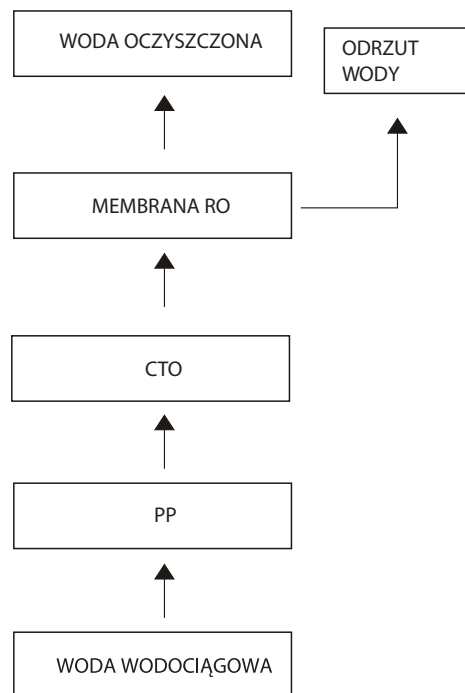 WODA OCZYSZCZONA
ODRZUT
WODY
MEMBRANA RO
CTO
PP
WODA WODOCIĄGOWA